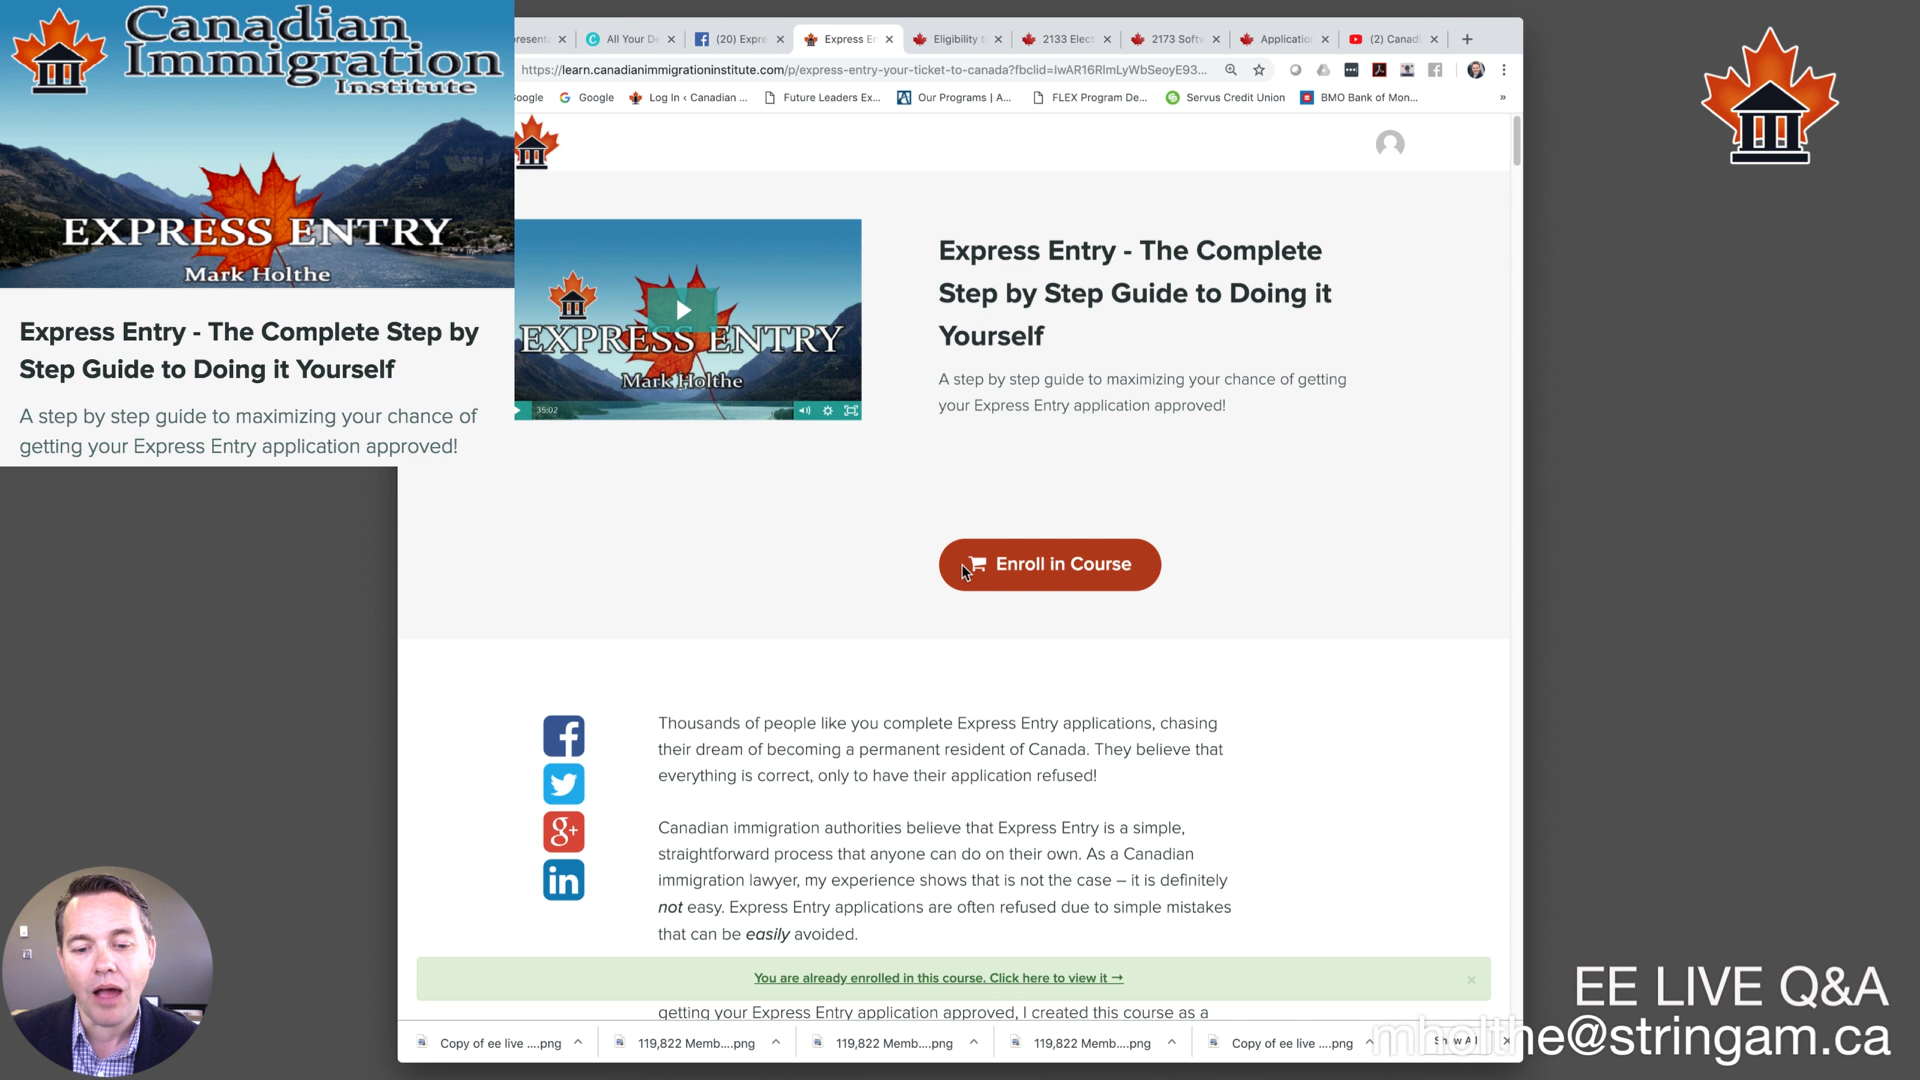 Canadian
Immigration
Institute
EXPRESS ENTRY
Mark Holthe
Express Entry - The Complete Step by
Step Guide to Doing it Yourself
A step by step guide to maximizing your chance of
getting your Express Entry application approved!
All Your De
(20) Expre
Express En
Eligibility t
2133 Elect
2173 Softw
Application
(2) Canadi
https://learn.canadianimmigrationinstitute.com/p/express-entry-your-ticket-to-canada?fbclid=IwAR16RlmLyWbSeoyE93...
Google
Log In ‹ Canadian ...
Future Leaders Ex...
Our Programs | A...
FLEX Program De...
Servus Credit Union
BMO Bank of Mon...
»
EXPRESS ENTRY
Mark Holthe
35:02
Express Entry - The Complete
Step by Step Guide to Doing it
Yourself
A step by step guide to maximizing your chance of getting
your Express Entry application approved!
Enroll in Course
Thousands of people like you complete Express Entry applications, chasing
their dream of becoming a permanent resident of Canada. They believe that
everything is correct, only to have their application refused!
Canadian immigration authorities believe that Express Entry is a simple,
straightforward process that anyone can do on their own. As a Canadian
immigration lawyer, my experience shows that is not the case – it is definitely
not easy. Express Entry applications are often refused due to simple mistakes
that can be easily avoided.
You are already enrolled in this course. Click here to view it →
getting your Express Entry application approved, I created this course as a
Copy of ee live ....png
119,822 Memb....png
119,822 Memb....png
119,822 Memb....png
Copy of ee live ....png
Show All
EE LIVE Q&A
mholthe@stringam.ca